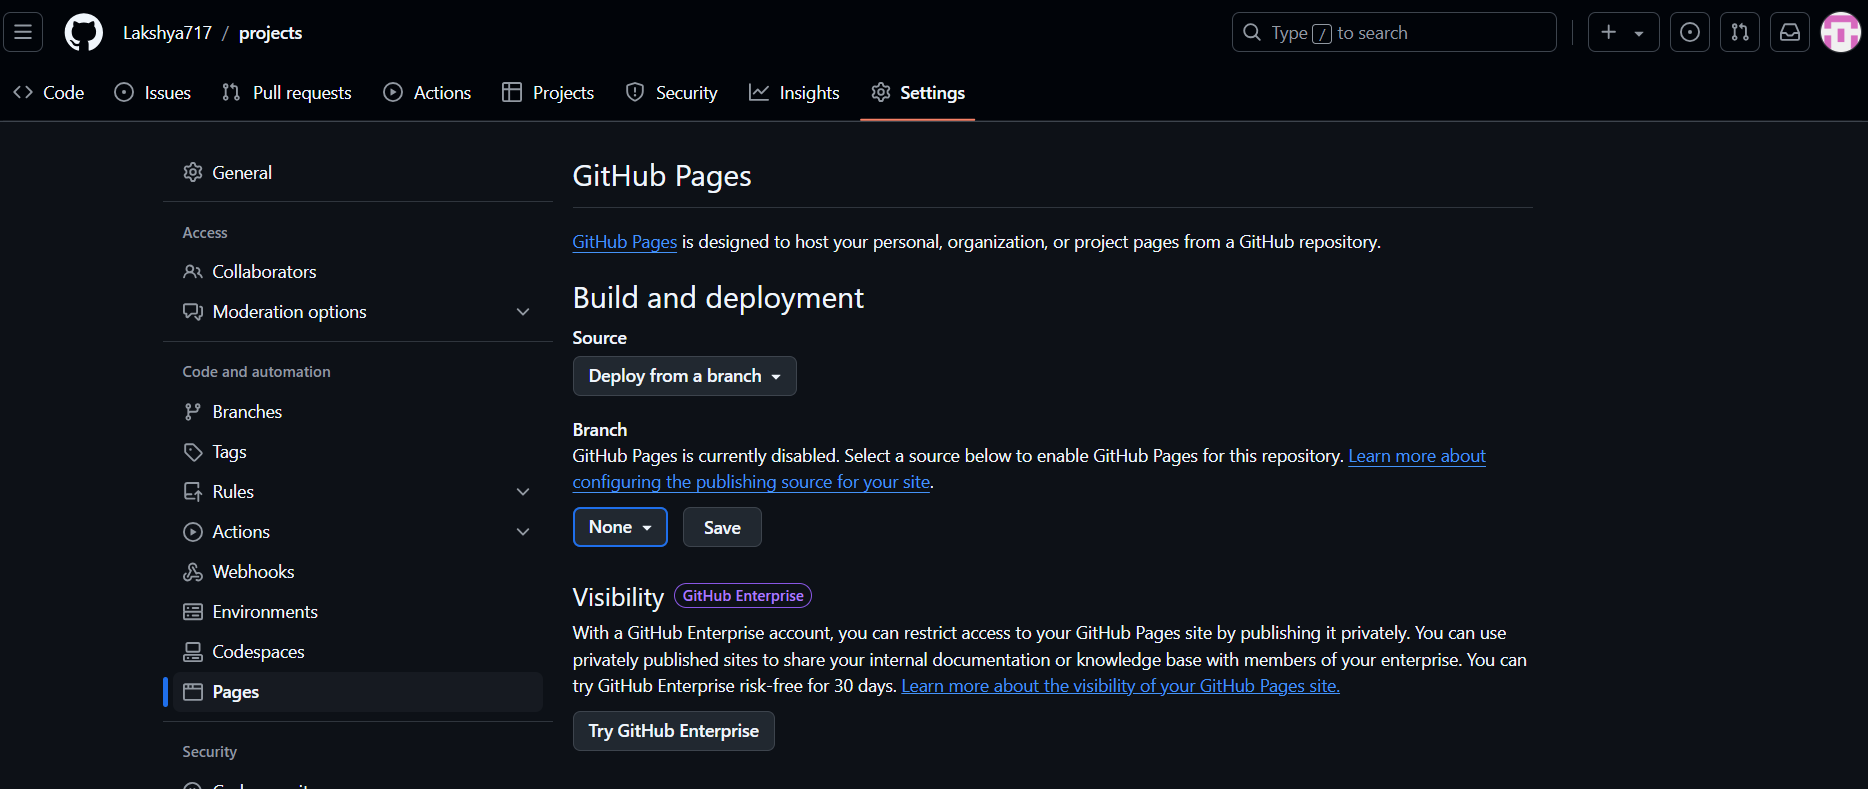 Lakshya717 / projects
Type / to search
Code
Issues
Pull requests
Actions
Projects
Security
Insights
Settings
General
Access
Collaborators
Moderation options
Code and automation
Branches
Tags
Rules
Actions
Webhooks
Environments
Codespaces
Pages
Security
GitHub Pages
GitHub Pages is designed to host your personal, organization, or project pages from a GitHub repository.
Build and deployment
Source
Deploy from a branch
Branch
GitHub Pages is currently disabled. Select a source below to enable GitHub Pages for this repository. Learn more about
configuring the publishing source for your site.
None
Save
Visibility GitHub Enterprise
With a GitHub Enterprise account, you can restrict access to your GitHub Pages site by publishing it privately. You can use
privately published sites to share your internal documentation or knowledge base with members of your enterprise. You can
try GitHub Enterprise risk-free for 30 days. Learn more about the visibility of your GitHub Pages site.
Try GitHub Enterprise